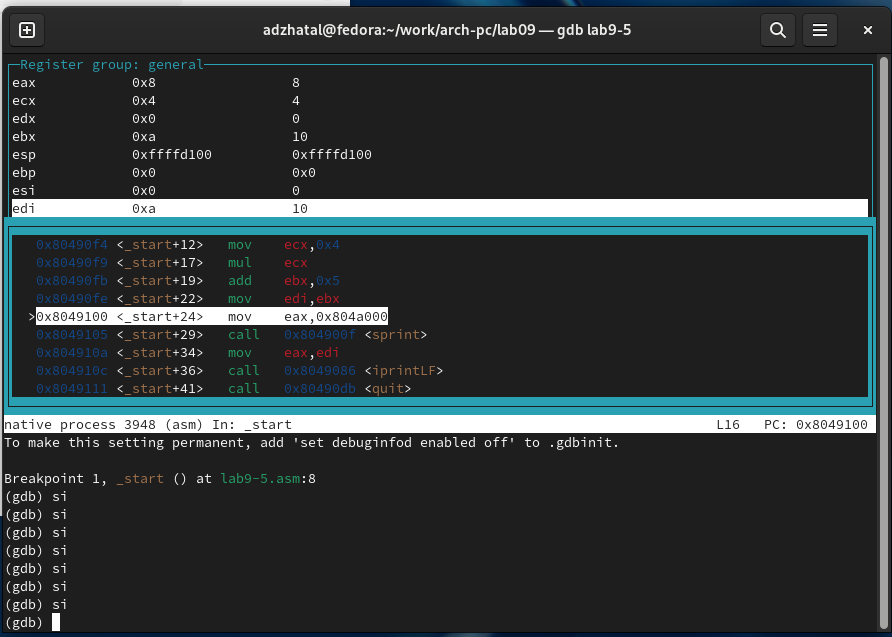 adzhatal@fedora:~/work/arch-pc/lab09 — gdb lab9-5
Register group: general
eax 0x8 8
ecx 0x4 4
edx 0x0 0
ebx 0xa 10
esp 0xffffd100 0xffffd100
ebp 0x0 0x0
esi 0x0 0
edi 0xa 10
0x80490f4 <_start+12> mov ecx,0x4
0x80490f9 <_start+17> mul ecx
0x80490fb <_start+19> add ebx,0x5
0x80490fe <_start+22> mov edi,ebx
>0x8049100 <_start+24> mov eax,0x804a000
0x8049105 <_start+29> call 0x804900f <sprint>
0x804910a <_start+34> mov eax,edi
0x804910c <_start+36> call 0x8049086 <iprintLF>
0x8049111 <_start+41> call 0x80490db <quit>
native process 3948 (asm) In: _start L16 PC: 0x8049100
To make this setting permanent, add 'set debuginfod enabled off' to .gdbinit.
Breakpoint 1, _start () at lab9-5.asm:8
(gdb) si
(gdb) si
(gdb) si
(gdb) si
(gdb) si
(gdb) si
(gdb) si
(gdb)